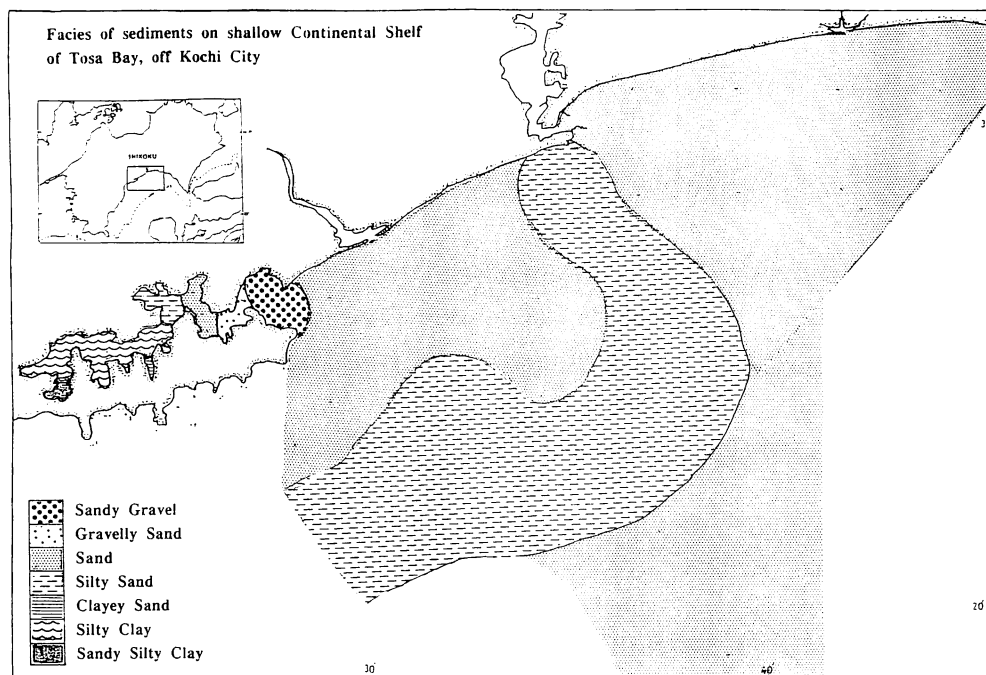 Facies of sediments on shallow Continental Shelf
of Tosa Bay, off Kochi City
SHIKOKU
Sandy Gravel
Gravelly Sand
Sand
Silty Sand
Clayey Sand
Silty Clay
Sandy Silty Clay
20'
30'
40'